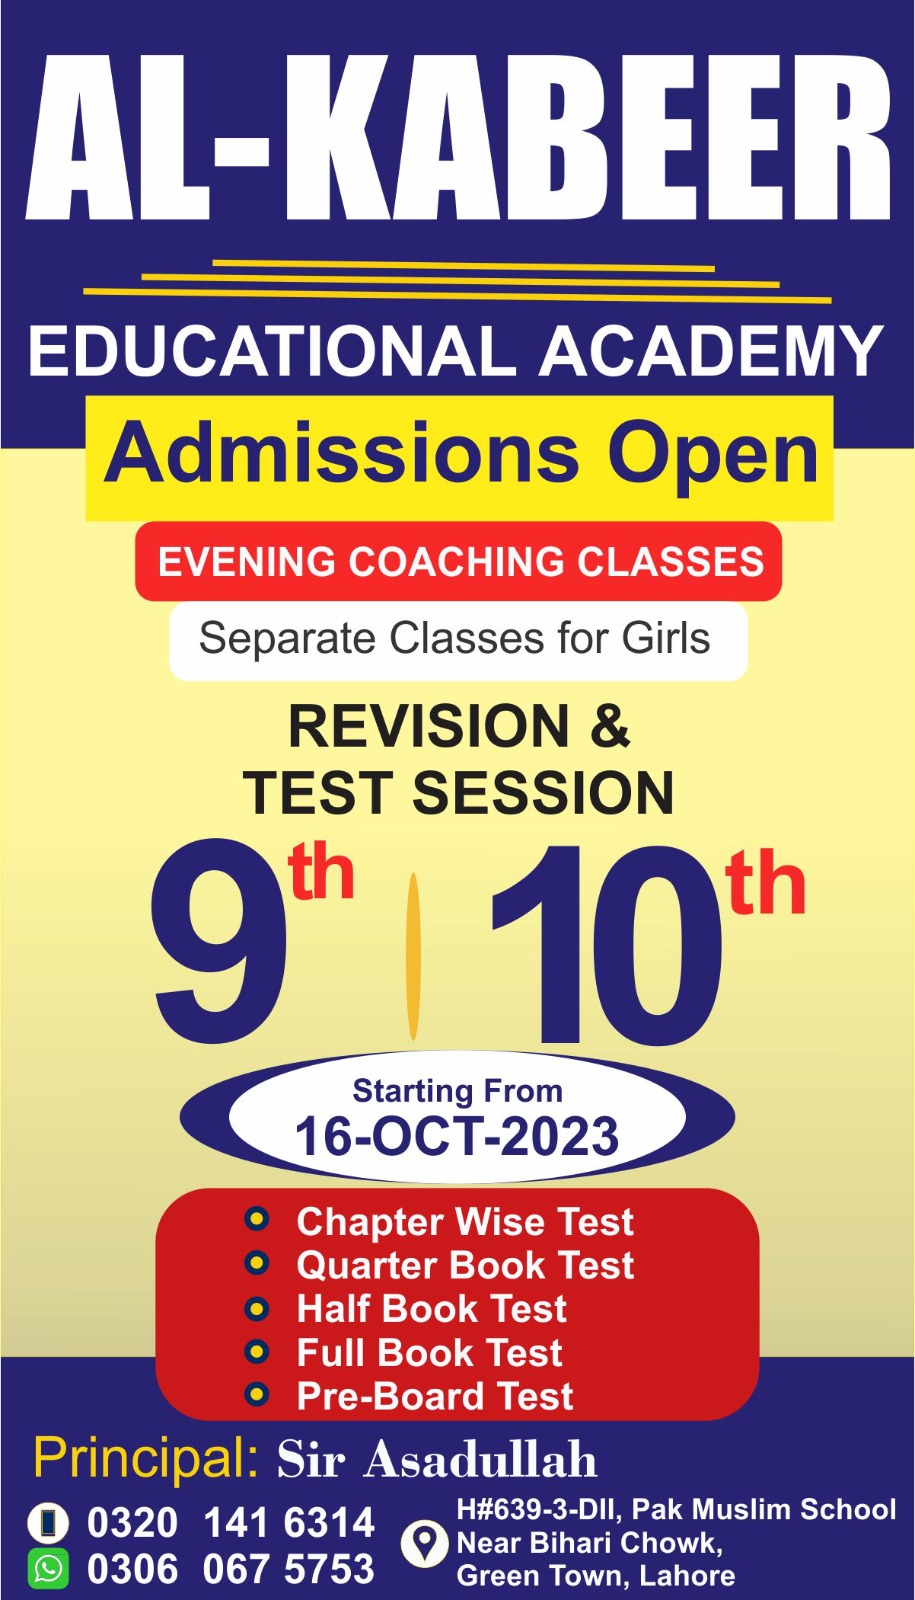 AL-KABEER
EDUCATIONAL ACADEMY
Admissions Open
EVENING COACHING CLASSES
Separate Classes for Girls
REVISION &
TEST SESSION
9th 10th
Starting From
16-OCT-2023
Chapter Wise Test
Quarter Book Test
Half Book Test
Full Book Test
Pre-Board Test
Principal: Sir Asadullah
0320 141 6314
0306 067 5753
H#639-3-DII, Pak Muslim School
Near Bihari Chowk,
Green Town, Lahore